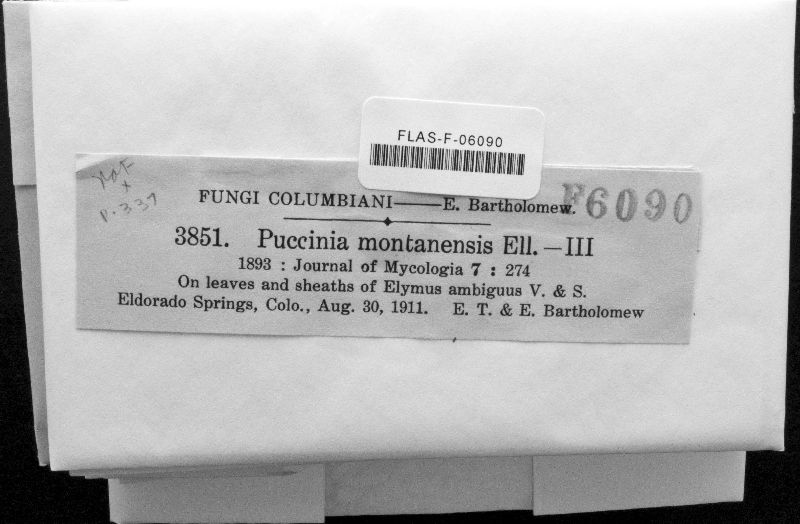 FLAS-F-06090
F6090
P. 337
FUNGI COLUMBIANI—E. Bartholomew.
3851. Puccinia montanensis Ell. — III
1893 : Journal of Mycologia 7 : 274
On leaves and sheaths of Elymus ambiguus V. & S.
Eldorado Springs, Colo., Aug. 30, 1911. E. T. & E. Bartholomew